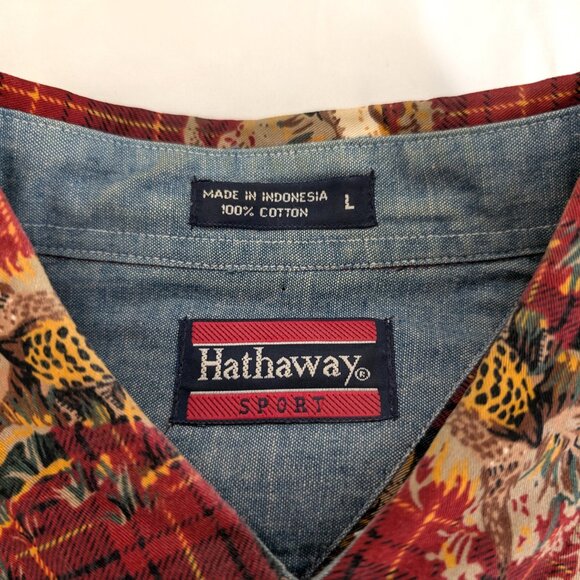 MADE IN INDONESIA L
100% COTTON
Hathaway®
SPORT